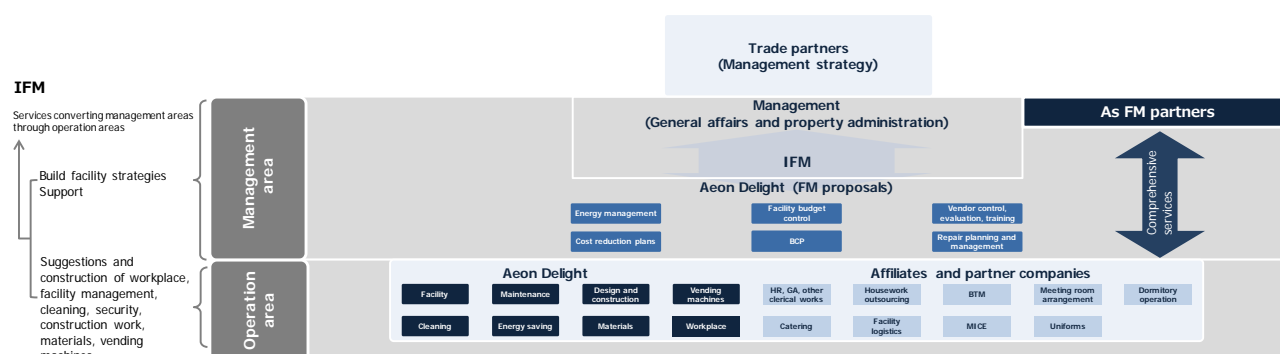 Trade partners
(Management strategy)
IFM
Services converting management areas
through operation areas
Build facility strategies
Support
Suggestions and
construction of workplace,
facility management,
cleaning, security,
construction work,
materials, vending
Management
area
Operation
area
Management
(General affairs and property administration)
IFM
Aeon Delight (FM proposals)
Energy management
Facility budget
control
Vendor control,
evaluation, training
Cost reduction plans
BCP
Repair planning and
management
As FM partners
Comprehensive
services
Aeon Delight
Affiliates and partner companies
Facility
Maintenance
Design and
construction
Vending
machines
HR, GA, other
clerical works
Housework
outsourcing
BTM
Meeting room
arrangement
Dormitory
operation
Cleaning
Energy saving
Materials
Workplace
Catering
Facility
logistics
MICE
Uniforms